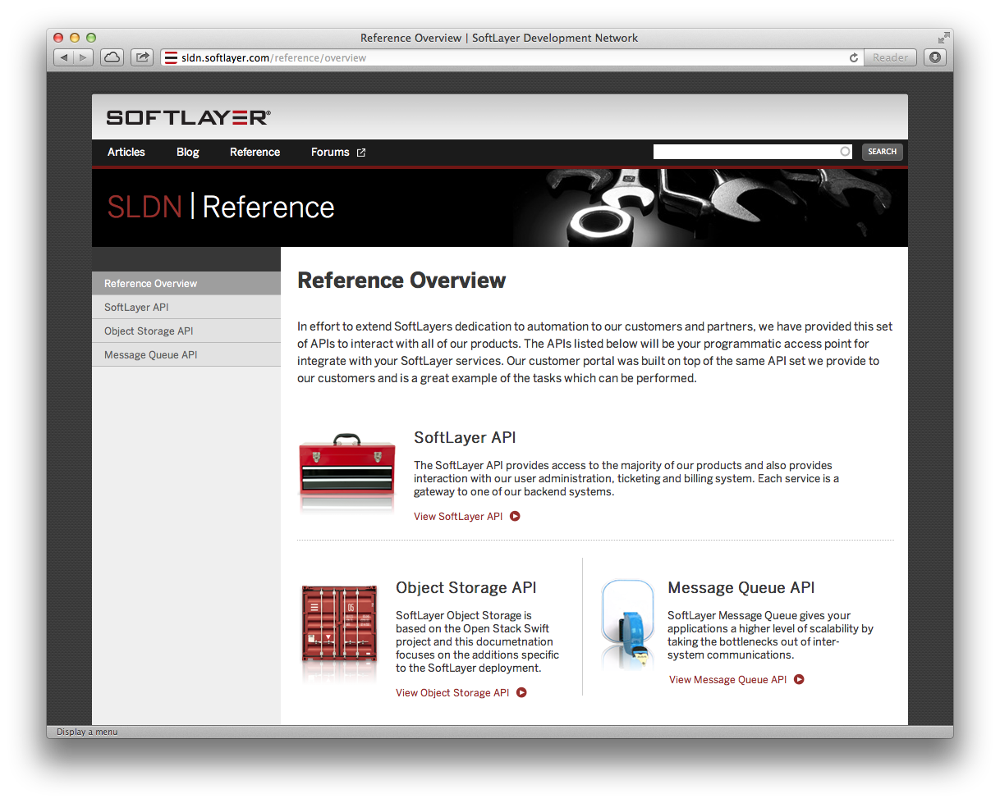 Reference Overview | SoftLayer Development Network
sldn.softlayer.com/reference/overview
Reader
SOFTLAYER®
Articles Blog Reference Forums SEARCH
SLDN | Reference
Reference Overview
SoftLayer API
Object Storage API
Message Queue API
Reference Overview
In effort to extend SoftLayers dedication to automation to our customers and partners, we have provided this set
of APIs to interact with all of our products. The APIs listed below will be your programmatic access point for
integrate with your SoftLayer services. Our customer portal was built on top of the same API set we provide to
our customers and is a great example of the tasks which can be performed.
SoftLayer API
The SoftLayer API provides access to the majority of our products and also provides
interaction with our user administration, ticketing and billing system. Each service is a
gateway to one of our backend systems.
View SoftLayer API
05
Object Storage API
SoftLayer Object Storage is
based on the Open Stack Swift
project and this documetnation
focuses on the additions specific
to the SoftLayer deployment.
View Object Storage API
Message Queue API
SoftLayer Message Queue gives your
applications a higher level of scalability by
taking the bottlenecks out of inter-
system communications.
View Message Queue API
Display a menu